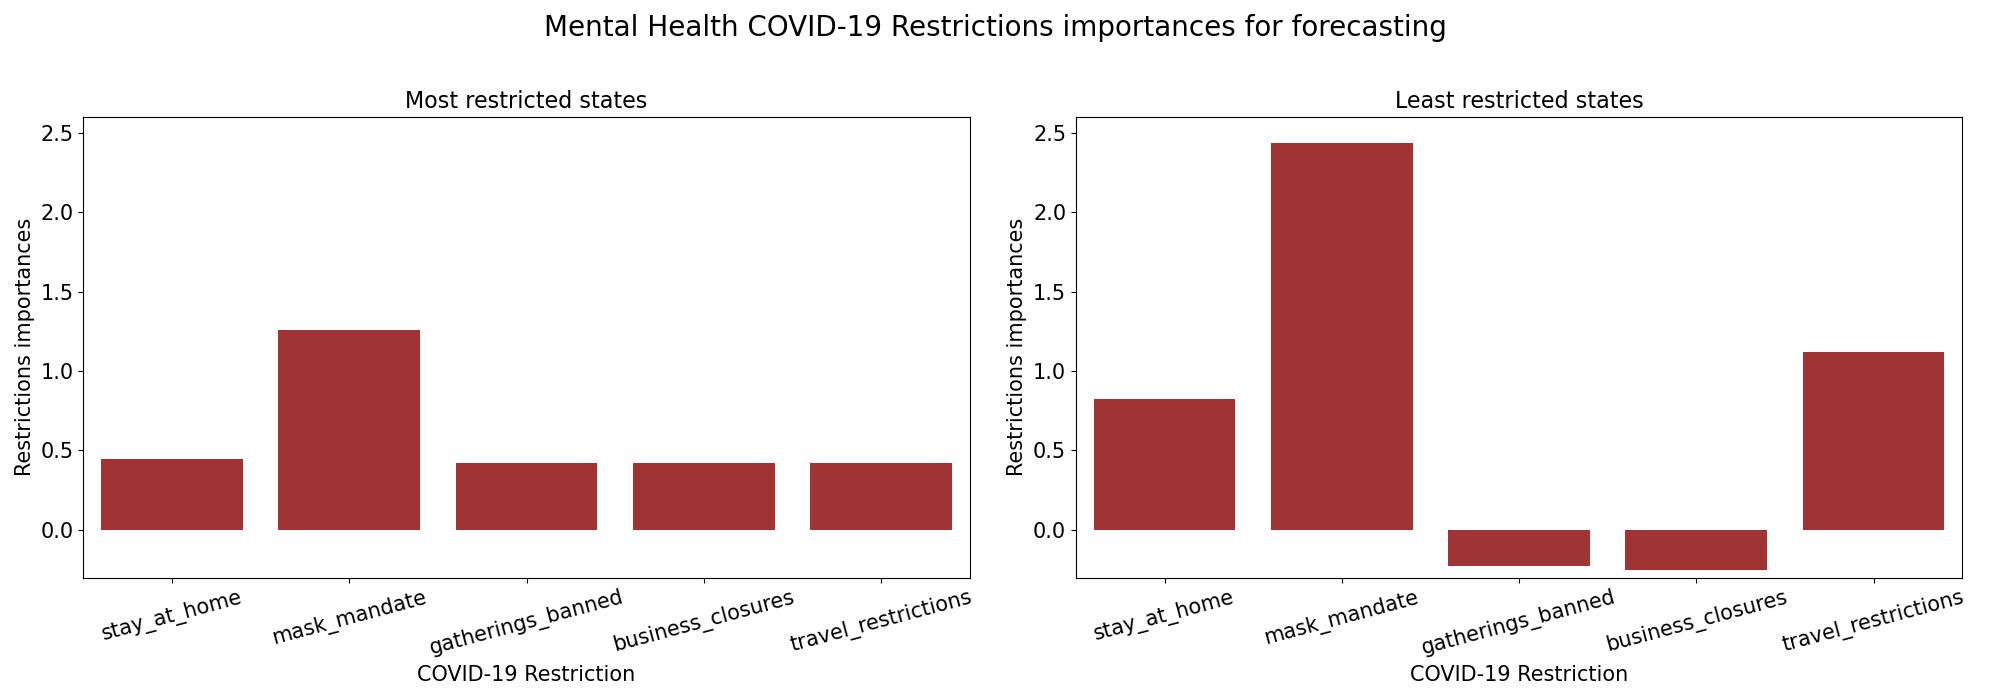 Mental Health COVID-19 Restrictions importances for forecasting
Most restricted states
2.5
2.0
1.5
1.0
0.5
0.0
Restrictions importances
stay_at_home
mask_mandate
gatherings_banned
business_closures
travel_restrictions
COVID-19 Restriction
Least restricted states
2.5
2.0
1.5
1.0
0.5
0.0
Restrictions importances
stay_at_home
mask_mandate
gatherings_banned
business_closures
travel_restrictions
COVID-19 Restriction